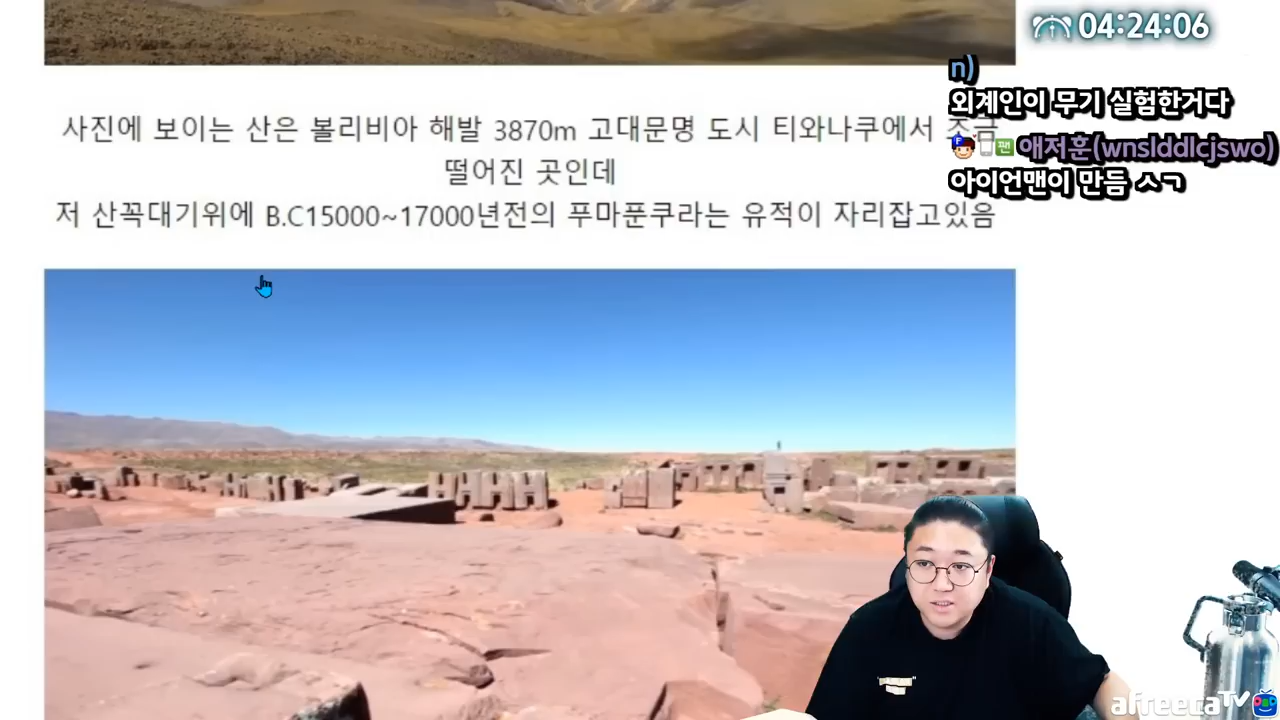 04:24:06
n)
외계인이 무기 실험한거다
팬 애저훈(wnslddlcjswo)
아이언맨이 만듬 ㅅㄱ
사진에 보이는 산은 볼리비아 해발 3870m 고대문명 도시 티와나쿠에서 조금
떨어진 곳인데
저 산꼭대기위에 B.C15000~17000년전의 푸마푼쿠라는 유적이 자리잡고있음
afreecaTV